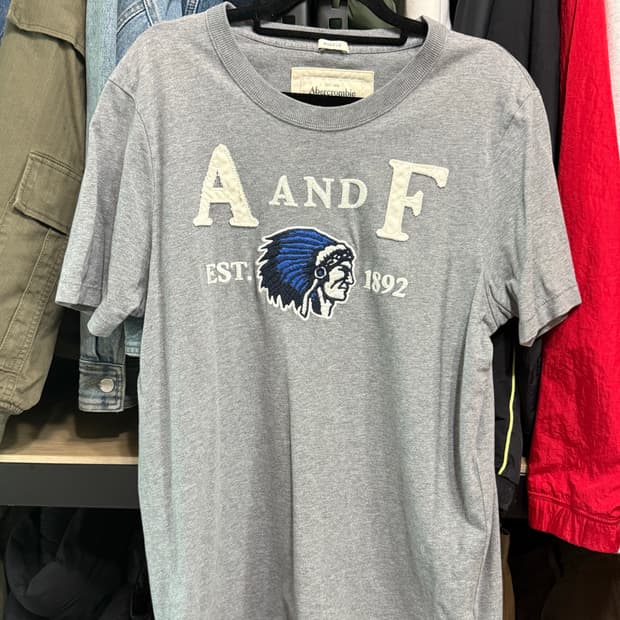 Abercrombie
A AND F
EST. 1892